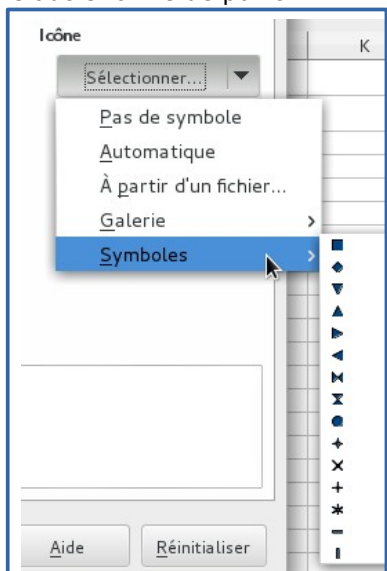 Icône
K
Sélectionner...
Pas de symbole
Automatique
À partir d'un fichier...
Galerie
Symboles
Aide
Réinitialiser